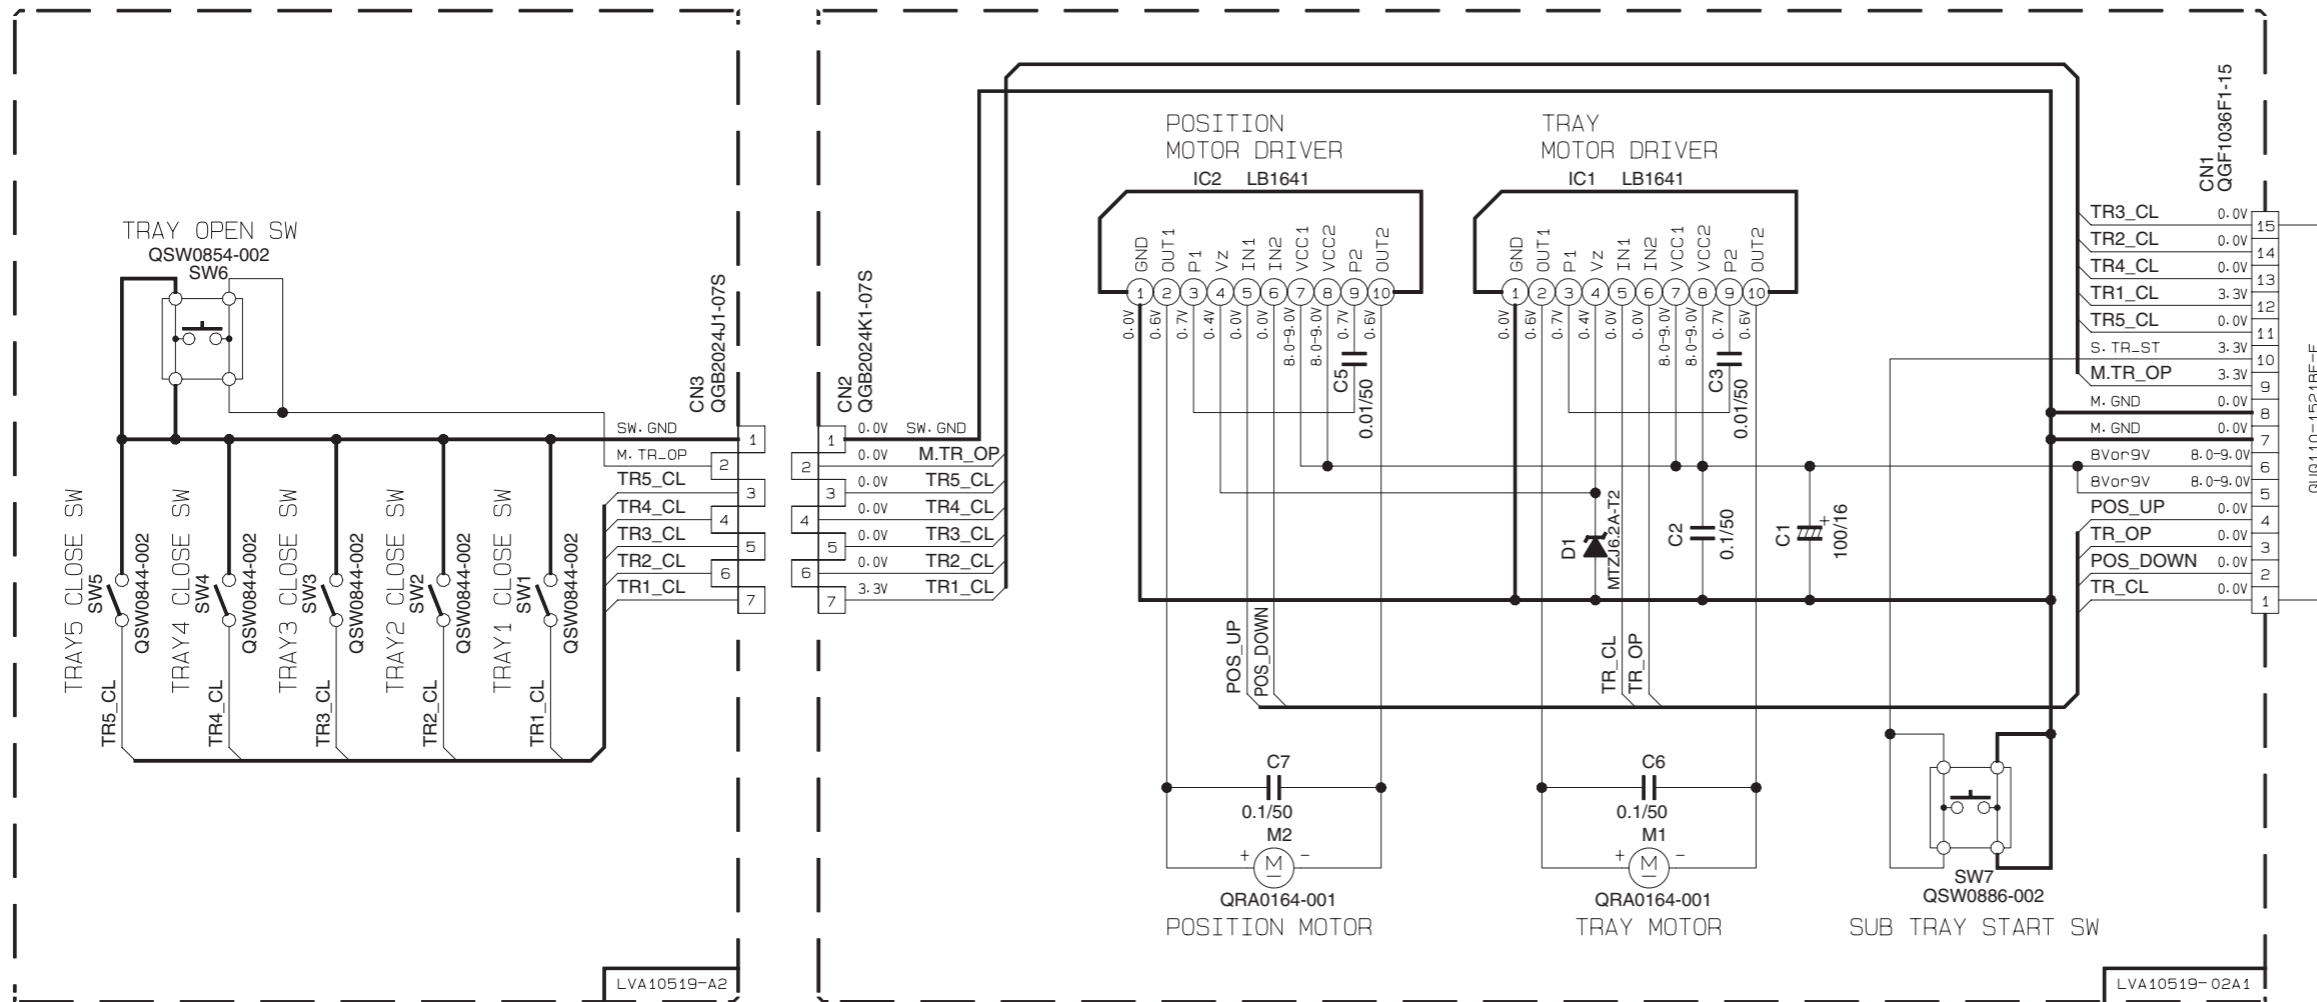 TRAY OPEN SW
QSW0854-002
SW6
CN3
QGB2024J1-07S
SW. GND
1
M. TR_OP
2
TR5_CL
3
TR4_CL
4
TR3_CL
5
TR2_CL
6
TR1_CL
7
TRAY5 CLOSE SW
SW5
QSW0844-002
TR5_CL
TRAY4 CLOSE SW
SW4
QSW0844-002
TR4_CL
TRAY3 CLOSE SW
SW3
QSW0844-002
TR3_CL
TRAY2 CLOSE SW
SW2
QSW0844-002
TR2_CL
TRAY1 CLOSE SW
SW1
QSW0844-002
TR1_CL
LVA10519-A2
CN2
QGB2024K1-07S
1 0.0V SW. GND
2 0.0V M.TR_OP
3 0.0V TR5_CL
4 0.0V TR4_CL
5 0.0V TR3_CL
6 0.0V TR2_CL
7 3.3V TR1_CL
POSITION
MOTOR DRIVER
IC2 LB1641
GND OUT1 P1 Vz IN1 IN2 VCC1 VCC2 P2 OUT2
1 2 3 4 5 6 7 8 9 10
0.0V 0.6V 0.7V 0.4V 0.0V 0.0V 8.0-9.0V 8.0-9.0V 0.7V 0.6V
C5
0.01/50
TRAY
MOTOR DRIVER
IC1 LB1641
GND OUT1 P1 Vz IN1 IN2 VCC1 VCC2 P2 OUT2
1 2 3 4 5 6 7 8 9 10
0.0V 0.6V 0.7V 0.4V 0.0V 0.0V 8.0-9.0V 8.0-9.0V 0.7V 0.6V
C3
0.01/50
D1
MTZJ6.2A-T2
C2
0.1/50
C1
+
100/16
POS_UP
POS_DOWN
TR_CL
TR_OP
C7
0.1/50
M2
+ M -
QRA0164-001
POSITION MOTOR
C6
0.1/50
M1
+ M -
QRA0164-001
TRAY MOTOR
SW7
QSW0886-002
SUB TRAY START SW
CN1
QGF1036F1-15
TR3_CL 0.0V 15
TR2_CL 0.0V 14
TR4_CL 0.0V 13
TR1_CL 3.3V 12
TR5_CL 0.0V 11
S. TR_ST 3.3V 10
M.TR_OP 3.3V 9
M. GND 0.0V 8
M. GND 0.0V 7
8Vor9V 8.0-9.0V 6
8Vor9V 8.0-9.0V 5
POS_UP 0.0V 4
TR_OP 0.0V 3
POS_DOWN 0.0V 2
TR_CL 0.0V 1
LVA10519-02A1